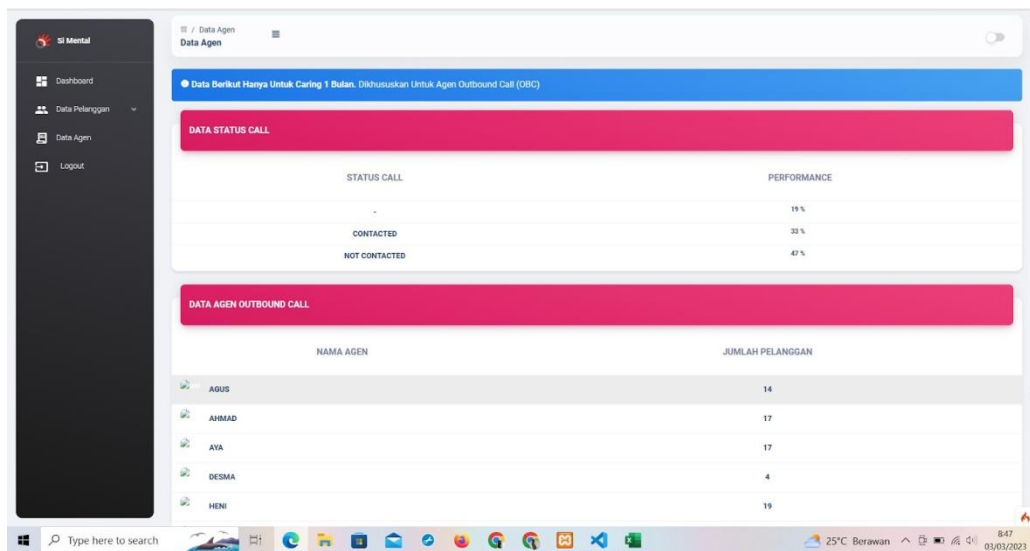 Si Mental
/ Data Agen
Data Agen
Dashboard
Data Pelanggan
Data Agen
Logout
Data Berikut Hanya Untuk Caring 1 Bulan. Dikhususkan Untuk Agen Outbound Call (OBC)
DATA STATUS CALL
STATUS CALL PERFORMANCE
- 19 %
CONTACTED 33 %
NOT CONTACTED 47 %
DATA AGEN OUTBOUND CALL
NAMA AGEN JUMLAH PELANGGAN
AGUS 14
AHMAD 17
AYA 17
DESMA 4
HENI 19
Type here to search
25°C Berawan
8:47
03/03/2023